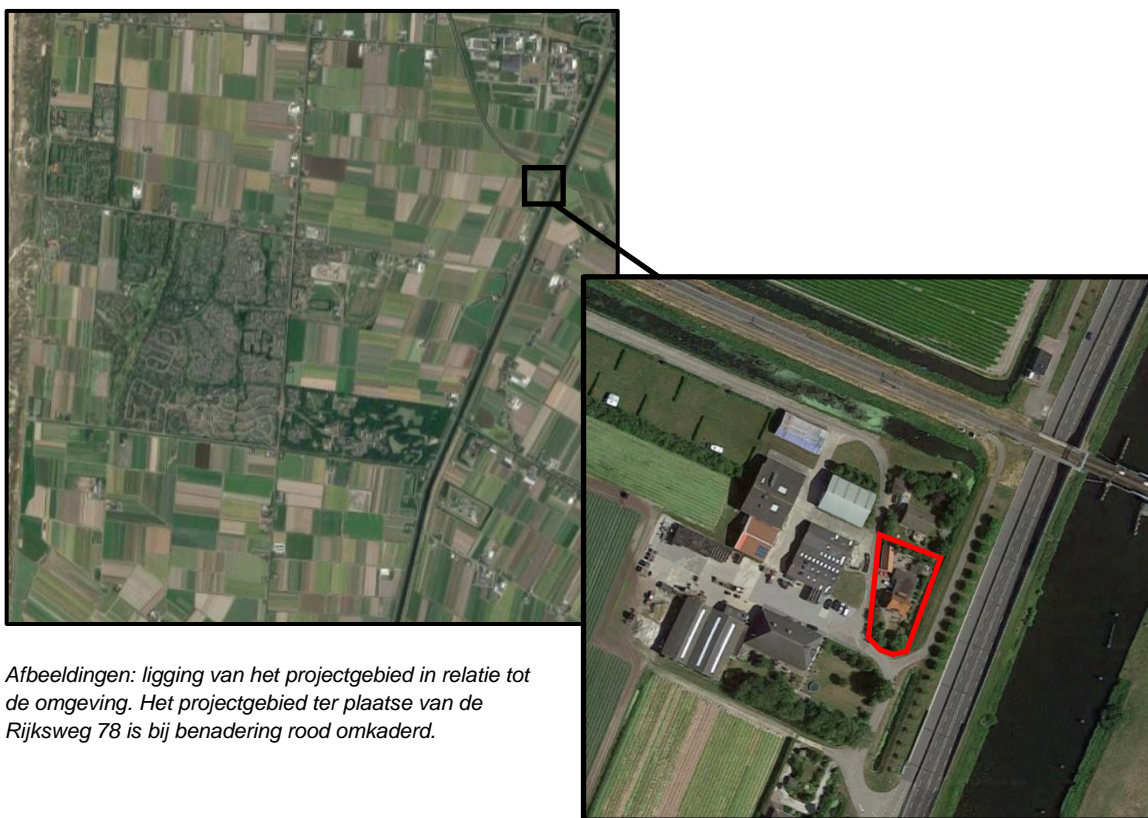 Afbeeldingen: ligging van het projectgebied in relatie tot
de omgeving. Het projectgebied ter plaatse van de
Rijksweg 78 is bij benadering rood omkaderd.